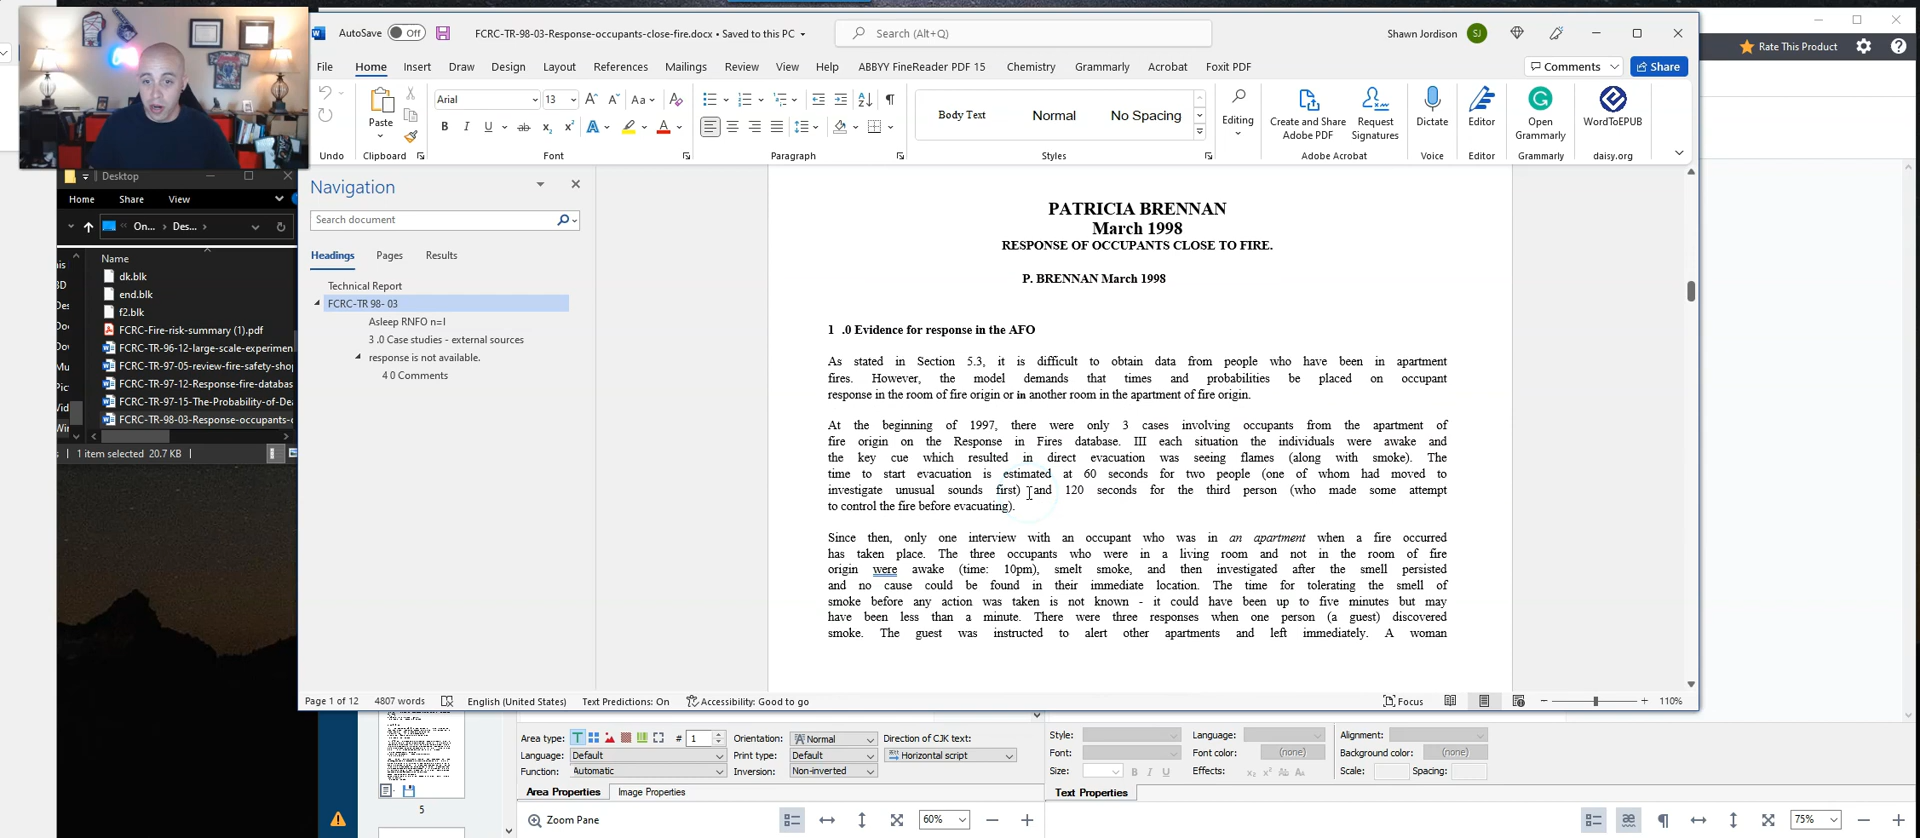 AutoSave Off FCRC-TR-98-03-Response-occupants-close-fire.docx • Saved to this PC Search (Alt+Q) Shawn Jordison SJ
Rate This Product
File Home Insert Draw Design Layout References Mailings Review View Help ABBYY FineReader PDF 15 Chemistry Grammarly Acrobat Foxit PDF Comments Share
Paste
Arial 13
Body Text Normal No Spacing
Editing
Create and Share Adobe PDF
Request Signatures
Dictate
Editor
Open Grammarly
WordToEPUB
Undo Clipboard Font Paragraph Styles Adobe Acrobat Voice Editor Grammarly daisy.org
Desktop
Home Share View
On... Des...
Name
dk.blk
end.blk
f2.blk
FCRC-Fire-risk-summary (1).pdf
FCRC-TR-96-12-large-scale-experimen
FCRC-TR-97-05-review-fire-safety-shop
FCRC-TR-97-12-Response-fire-database
FCRC-TR-97-15-The-Probability-of-Dea
FCRC-TR-98-03-Response-occupants-c
1 item selected 20.7 KB
Navigation
Search document
Headings Pages Results
Technical Report
FCRC-TR 98- 03
Asleep RNFO n=I
3 .0 Case studies - external sources
response is not available.
4 0 Comments
PATRICIA BRENNAN
March 1998
RESPONSE OF OCCUPANTS CLOSE TO FIRE.
P. BRENNAN March 1998
1 .0 Evidence for response in the AFO
As stated in Section 5.3, it is difficult to obtain data from people who have been in apartment
fires. However, the model demands that times and probabilities be placed on occupant
response in the room of fire origin or in another room in the apartment of fire origin.
At the beginning of 1997, there were only 3 cases involving occupants from the apartment of
fire origin on the Response in Fires database. III each situation the individuals were awake and
the key cue which resulted in direct evacuation was seeing flames (along with smoke). The
time to start evacuation is estimated at 60 seconds for two people (one of whom had moved to
investigate unusual sounds first) and 120 seconds for the third person (who made some attempt
to control the fire before evacuating).
Since then, only one interview with an occupant who was in an apartment when a fire occurred
has taken place. The three occupants who were in a living room and not in the room of fire
origin were awake (time: 10pm), smelt smoke, and then investigated after the smell persisted
and no cause could be found in their immediate location. The time for tolerating the smell of
smoke before any action was taken is not known - it could have been up to five minutes but may
have been less than a minute. There were three responses when one person (a guest) discovered
smoke. The guest was instructed to alert other apartments and left immediately. A woman
Page 1 of 12 4807 words English (United States) Text Predictions: On Accessibility: Good to go Focus 110%
Area type: # 1 Orientation: Normal Direction of CJK text:
Language: Default Print type: Default Horizontal script
Function: Automatic Inversion: Non-inverted
Area Properties Image Properties
Style: Language: Alignment:
Font: Font color: (none) Background color: (none)
Size: B I U Effects: Scale: Spacing:
Text Properties
5
Zoom Pane 60% 75%